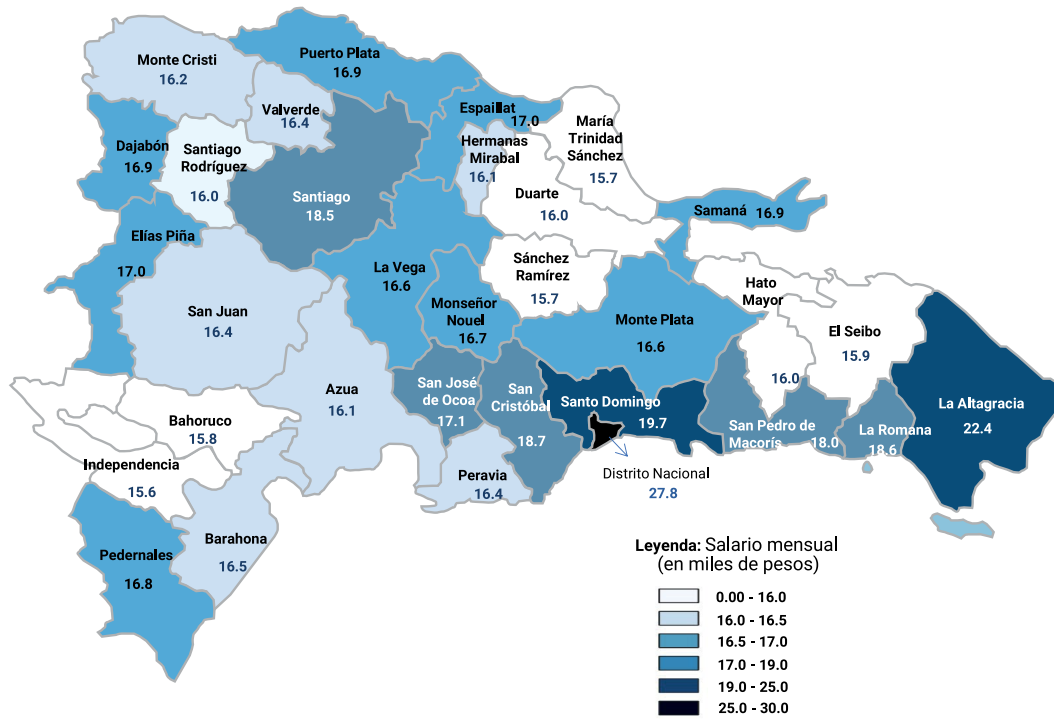 Monte Cristi
16.2
Puerto Plata
16.9
Valverde
16.4
Espaillat
17.0
María
Trinidad
Sánchez
15.7
Dajabón
16.9
Santiago
Rodríguez
16.0
Hermanas
Mirabal
16.1
Santiago
18.5
Duarte
16.0
Samaná 16.9
Elías Piña
17.0
La Vega
16.6
Sánchez
Ramírez
15.7
Hato
Mayor
16.0
San Juan
16.4
Monseñor
Nouel
16.7
Monte Plata
16.6
El Seibo
15.9
Azua
16.1
San José
de Ocoa
17.1
San
Cristóbal
18.7
Santo Domingo
19.7
La Altagracia
22.4
Bahoruco
15.8
San Pedro de
Macorís
18.0
La Romana
18.6
Independencia
15.6
Peravia
16.4
Distrito Nacional
27.8
Barahona
16.5
Pedernales
16.8
Leyenda: Salario mensual
(en miles de pesos)
0.00 - 16.0
16.0 - 16.5
16.5 - 17.0
17.0 - 19.0
19.0 - 25.0
25.0 - 30.0